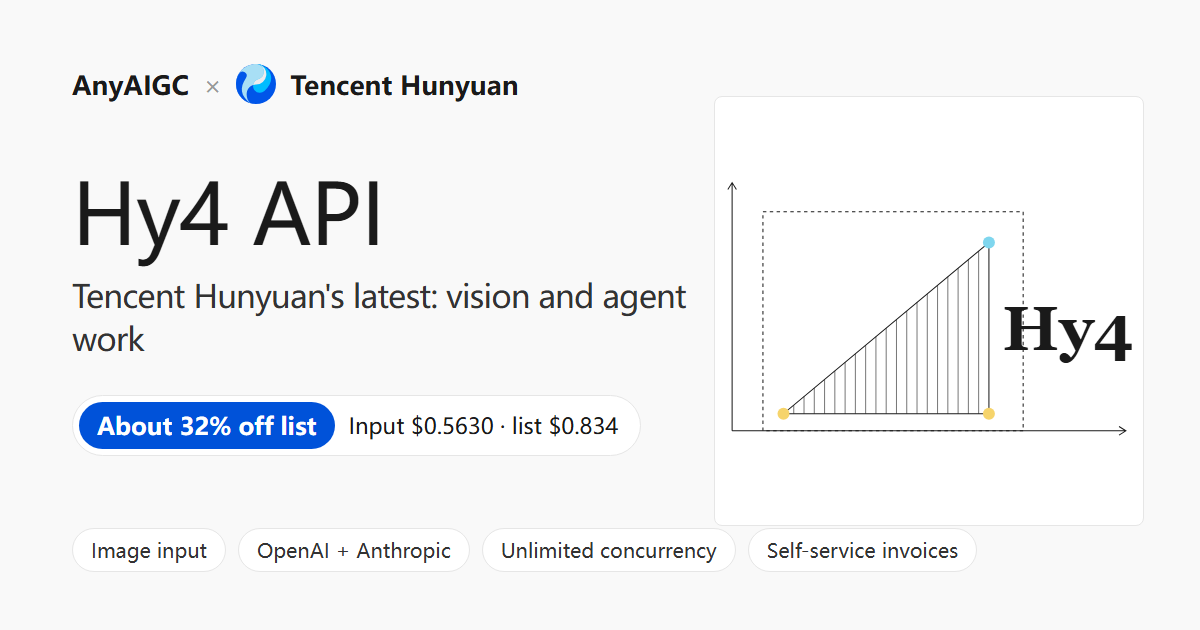 AnyAIGC × Tencent Hunyuan
Hy4 API
Tencent Hunyuan's latest: vision and agent
work
About 32% off list Input $0.5630 · list $0.834
Hy4
Image input
OpenAI + Anthropic
Unlimited concurrency
Self-service invoices